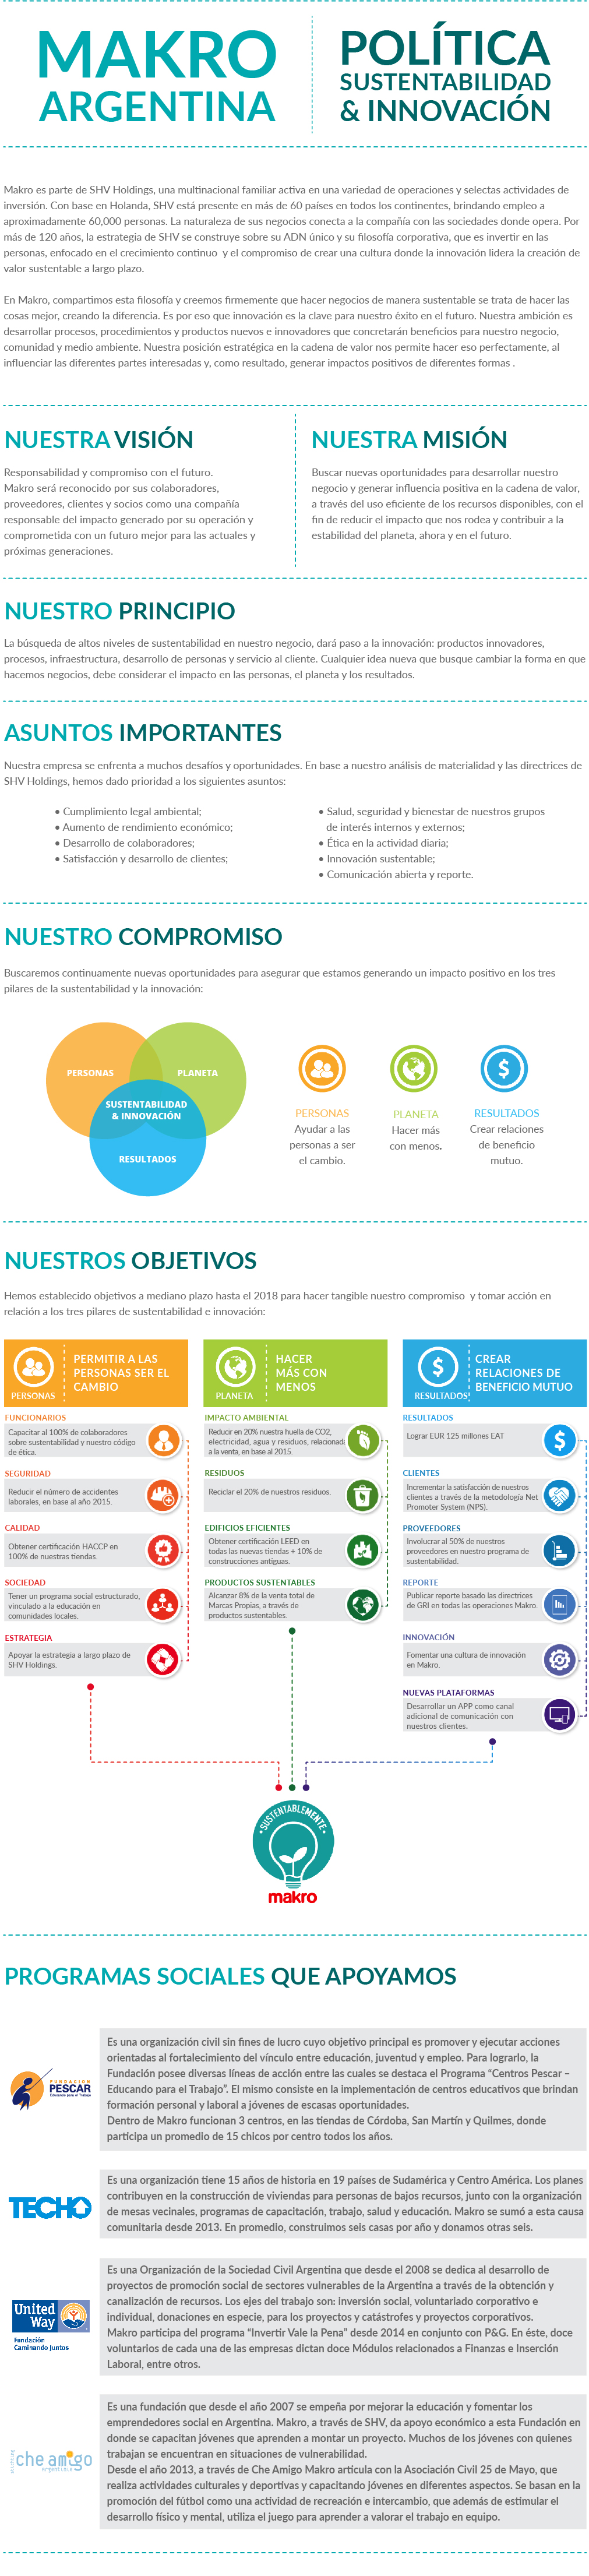 MAKRO
ARGENTINA
POLÍTICA
SUSTENTABILIDAD
& INNOVACIÓN
Makro es parte de SHV Holdings, una multinacional familiar activa en una variedad de operaciones y selectas actividades de
inversión. Con base en Holanda, SHV está presente en más de 60 países en todos los continentes, brindando empleo a
aproximadamente 60,000 personas. La naturaleza de sus negocios conecta a la compañía con las sociedades donde opera. Por
más de 120 años, la estrategia de SHV se construye sobre su ADN único y su filosofía corporativa, que es invertir en las
personas, enfocado en el crecimiento continuo y el compromiso de crear una cultura donde la innovación lidera la creación de
valor sustentable a largo plazo.
En Makro, compartimos esta filosofía y creemos firmemente que hacer negocios de manera sustentable se trata de hacer las
cosas mejor, creando la diferencia. Es por eso que innovación es la clave para nuestro éxito en el futuro. Nuestra ambición es
desarrollar procesos, procedimientos y productos nuevos e innovadores que concretarán beneficios para nuestro negocio,
comunidad y medio ambiente. Nuestra posición estratégica en la cadena de valor nos permite hacer eso perfectamente, al
influenciar las diferentes partes interesadas y, como resultado, generar impactos positivos de diferentes formas .
NUESTRA VISIÓN
Responsabilidad y compromiso con el futuro.
Makro será reconocido por sus colaboradores,
proveedores, clientes y socios como una compañía
responsable del impacto generado por su operación y
comprometida con un futuro mejor para las actuales y
próximas generaciones.
NUESTRA MISIÓN
Buscar nuevas oportunidades para desarrollar nuestro
negocio y generar influencia positiva en la cadena de valor,
a través del uso eficiente de los recursos disponibles, con el
fin de reducir el impacto que nos rodea y contribuir a la
estabilidad del planeta, ahora y en el futuro.
NUESTRO PRINCIPIO
La búsqueda de altos niveles de sustentabilidad en nuestro negocio, dará paso a la innovación: productos innovadores,
procesos, infraestructura, desarrollo de personas y servicio al cliente. Cualquier idea nueva que busque cambiar la forma en que
hacemos negocios, debe considerar el impacto en las personas, el planeta y los resultados.
ASUNTOS IMPORTANTES
Nuestra empresa se enfrenta a muchos desafíos y oportunidades. En base a nuestro análisis de materialidad y las directrices de
SHV Holdings, hemos dado prioridad a los siguientes asuntos:
• Cumplimiento legal ambiental;
• Aumento de rendimiento económico;
• Desarrollo de colaboradores;
• Satisfacción y desarrollo de clientes;
• Salud, seguridad y bienestar de nuestros grupos
de interés internos y externos;
• Ética en la actividad diaria;
• Innovación sustentable;
• Comunicación abierta y reporte.
NUESTRO COMPROMISO
Buscaremos continuamente nuevas oportunidades para asegurar que estamos generando un impacto positivo en los tres
pilares de la sustentabilidad y la innovación:
PERSONAS
PLANETA
SUSTENTABILIDAD
& INNOVACIÓN
RESULTADOS
PERSONAS
Ayudar a las
personas a ser
el cambio.
PLANETA
Hacer más
con menos.
RESULTADOS
Crear relaciones
de beneficio
mutuo.
NUESTROS OBJETIVOS
Hemos establecido objetivos a mediano plazo hasta el 2018 para hacer tangible nuestro compromiso y tomar acción en
relación a los tres pilares de sustentabilidad e innovación:
PERSONAS
PERMITIR A LAS
PERSONAS SER EL
CAMBIO
FUNCIONARIOS
Capacitar al 100% de colaboradores
sobre sustentabilidad y nuestro código
de ética.
SEGURIDAD
Reducir el número de accidentes
laborales, en base al año 2015.
CALIDAD
Obtener certificación HACCP en
100% de nuestras tiendas.
SOCIEDAD
Tener un programa social estructurado,
vinculado a la educación en
comunidades locales.
ESTRATEGIA
Apoyar la estrategia a largo plazo de
SHV Holdings.
PLANETA
HACER
MÁS CON
MENOS
IMPACTO AMBIENTAL
Reducir en 20% nuestra huella de CO2,
electricidad, agua y residuos, relacionada
a la venta, en base al 2015.
RESIDUOS
Reciclar el 20% de nuestros residuos.
EDIFICIOS EFICIENTES
Obtener certificación LEED en
todas las nuevas tiendas + 10% de
construcciones antiguas.
PRODUCTOS SUSTENTABLES
Alcanzar 8% de la venta total de
Marcas Propias, a través de
productos sustentables.
RESULTADOS
CREAR
RELACIONES DE
BENEFICIO MUTUO
RESULTADOS
Lograr EUR 125 millones EAT
CLIENTES
Incrementar la satisfacción de nuestros
clientes a través de la metodología Net
Promoter System (NPS).
PROVEEDORES
Involucrar al 50% de nuestros
proveedores en nuestro programa de
sustentabilidad.
REPORTE
Publicar reporte basado las directrices
de GRI en todas las operaciones Makro.
INNOVACIÓN
Fomentar una cultura de innovación
en Makro.
NUEVAS PLATAFORMAS
Desarrollar un APP como canal
adicional de comunicación con
nuestros clientes.
•SUSTENTABLEMENTE•
makro
PROGRAMAS SOCIALES QUE APOYAMOS
FUNDACION
PESCAR
Educamos para el Trabajo
Es una organización civil sin fines de lucro cuyo objetivo principal es promover y ejecutar acciones
orientadas al fortalecimiento del vínculo entre educación, juventud y empleo. Para lograrlo, la
Fundación posee diversas líneas de acción entre las cuales se destaca el Programa “Centros Pescar –
Educando para el Trabajo”. El mismo consiste en la implementación de centros educativos que brindan
formación personal y laboral a jóvenes de escasas oportunidades.
Dentro de Makro funcionan 3 centros, en las tiendas de Córdoba, San Martín y Quilmes, donde
participa un promedio de 15 chicos por centro todos los años.
TECHO
Es una organización tiene 15 años de historia en 19 países de Sudamérica y Centro América. Los planes
contribuyen en la construcción de viviendas para personas de bajos recursos, junto con la organización
de mesas vecinales, programas de capacitación, trabajo, salud y educación. Makro se sumó a esta causa
comunitaria desde 2013. En promedio, construimos seis casas por año y donamos otras seis.
United
Way
Fundación
Caminando Juntos
Es una Organización de la Sociedad Civil Argentina que desde el 2008 se dedica al desarrollo de
proyectos de promoción social de sectores vulnerables de la Argentina a través de la obtención y
canalización de recursos. Los ejes del trabajo son: inversión social, voluntariado corporativo e
individual, donaciones en especie, para los proyectos y catástrofes y proyectos corporativos.
Makro participa del programa “Invertir Vale la Pena” desde 2014 en conjunto con P&G. En éste, doce
voluntarios de cada una de las empresas dictan doce Módulos relacionados a Finanzas e Inserción
Laboral, entre otros.
che amigo
argentinië
Es una fundación que desde el año 2007 se empeña por mejorar la educación y fomentar los
emprendedores social en Argentina. Makro, a través de SHV, da apoyo económico a esta Fundación en
donde se capacitan jóvenes que aprenden a montar un proyecto. Muchos de los jóvenes con quienes
trabajan se encuentran en situaciones de vulnerabilidad.
Desde el año 2013, a través de Che Amigo Makro articula con la Asociación Civil 25 de Mayo, que
realiza actividades culturales y deportivas y capacitando jóvenes en diferentes aspectos. Se basan en la
promoción del fútbol como una actividad de recreación e intercambio, que además de estimular el
desarrollo físico y mental, utiliza el juego para aprender a valorar el trabajo en equipo.